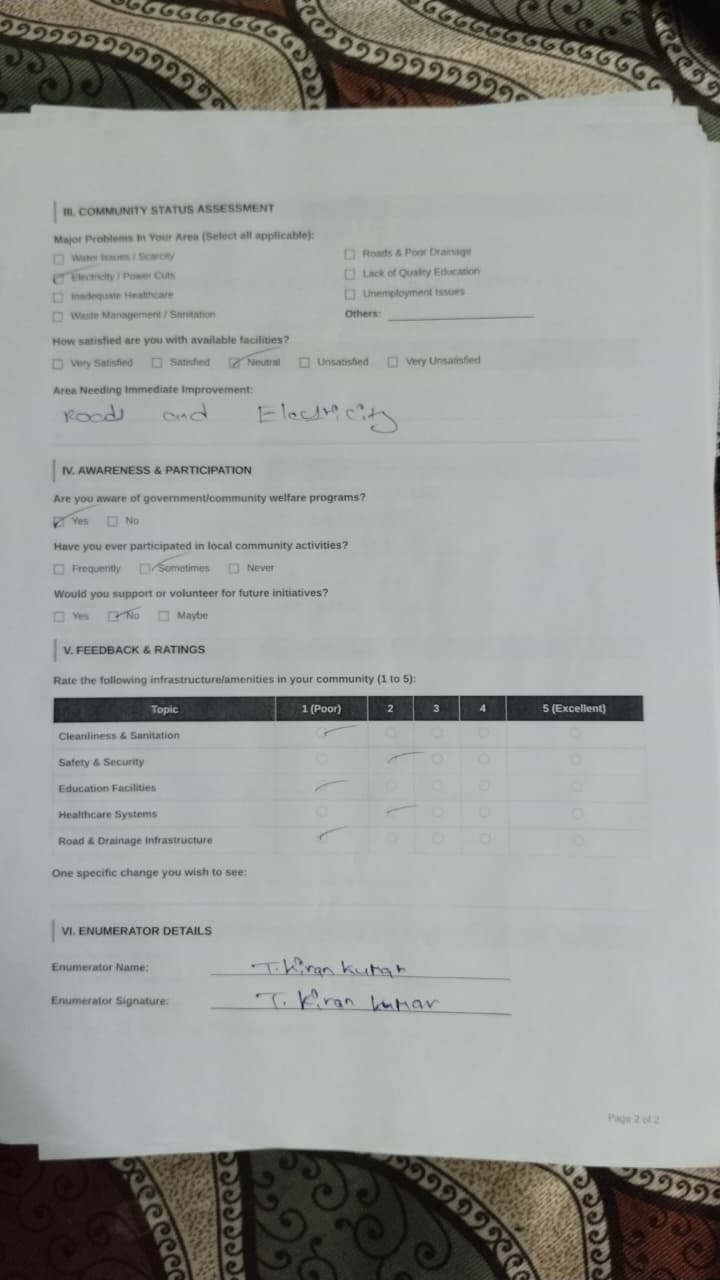 III. COMMUNITY STATUS ASSESSMENT
Major Problems In Your Area (Select all applicable):
☐ Water Issues / Scarcity ☐ Roads & Poor Drainage
☑ Electricity / Power Cuts ☐ Lack of Quality Education
☐ Inadequate Healthcare ☐ Unemployment Issues
☐ Waste Management / Sanitation Others:
How satisfied are you with available facilities?
☐ Very Satisfied ☐ Satisfied ☑ Neutral ☐ Unsatisfied ☐ Very Unsatisfied
Area Needing Immediate Improvement:
Roads and Electricity
IV. AWARENESS & PARTICIPATION
Are you aware of government/community welfare programs?
☑ Yes ☐ No
Have you ever participated in local community activities?
☐ Frequently ☑ Sometimes ☐ Never
Would you support or volunteer for future initiatives?
☐ Yes ☑ No ☐ Maybe
V. FEEDBACK & RATINGS
Rate the following infrastructure/amenities in your community (1 to 5):
Topic 1 (Poor) 2 3 4 5 (Excellent)
Cleanliness & Sanitation
Safety & Security
Education Facilities
Healthcare Systems
Road & Drainage Infrastructure
One specific change you wish to see:
VI. ENUMERATOR DETAILS
Enumerator Name: T. Kiran Kumar
Enumerator Signature: T. Kiran Kumar
Page 2 of 2